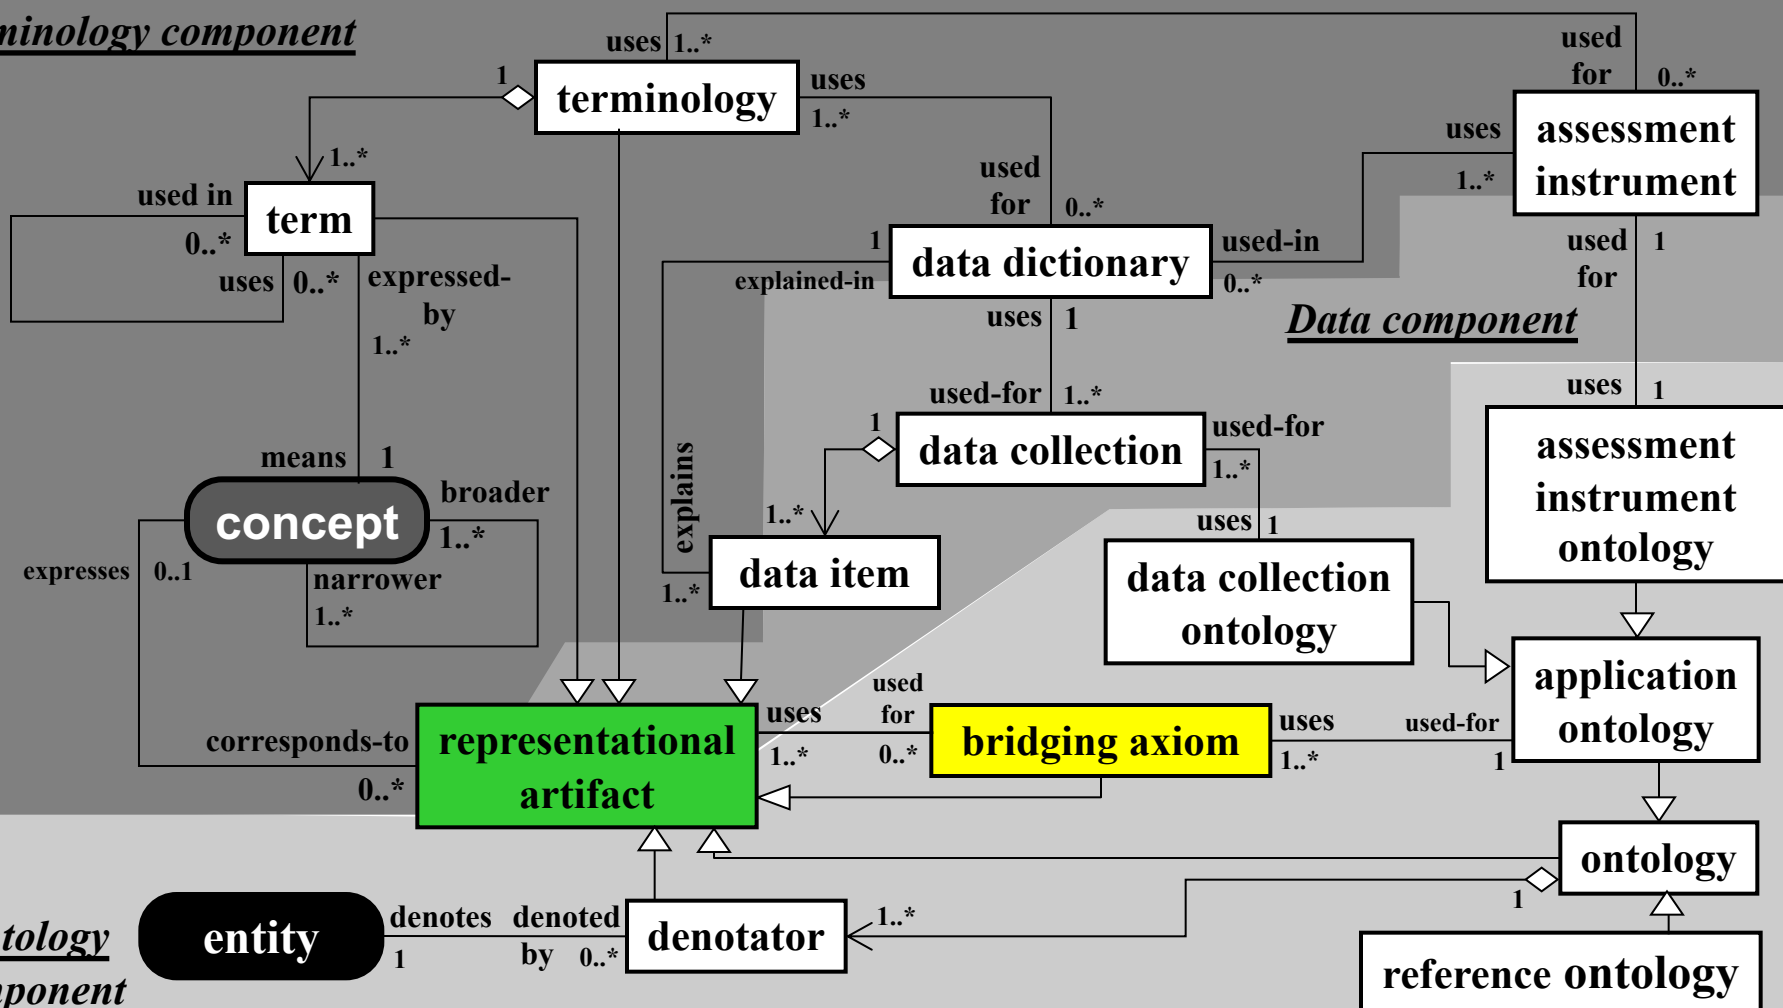 minology component
uses 1..*
used
for 0..*
1
terminology
uses
1..*
assessment
instrument
uses
1..*
1..*
used in
0..*
term
uses 0..*
expressed-
by
1..*
used
for 0..*
1
explained-in
data dictionary
used-in
0..*
used
for
1
uses 1
Data component
used-for 1..*
1
data collection
used-for
1..*
uses 1
assessment
instrument
ontology
means 1
concept
broader
1..*
narrower
1..*
expresses 0..1
explains
1..*
1..*
data item
uses 1
data collection
ontology
application
ontology
corresponds-to
0..*
representational
artifact
uses
1..*
used
for
0..*
bridging axiom
uses
1..*
used-for
1
ontology
1
tology
mponent
entity
denotes
1
denoted
by 0..*
denotator
1..*
reference ontology